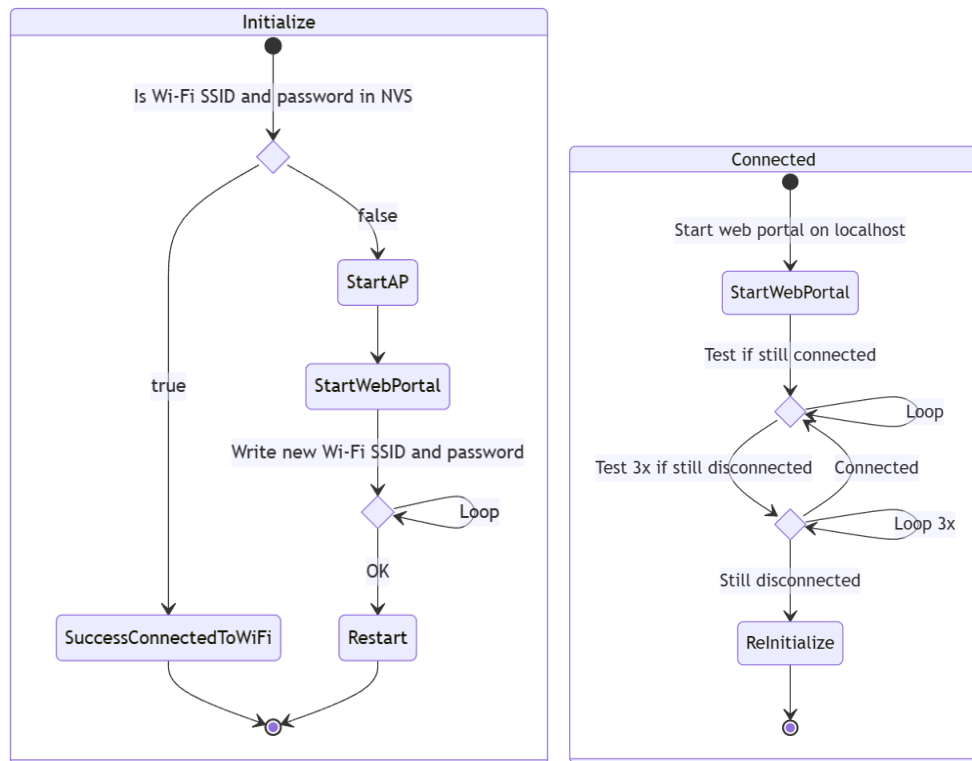 Initialize
Is Wi-Fi SSID and password in NVS
false
StartAP
true
StartWebPortal
Write new Wi-Fi SSID and password
Loop
OK
SuccessConnectedToWiFi
Restart
Connected
Start web portal on localhost
StartWebPortal
Test if still connected
Loop
Test 3x if still disconnected
Connected
Loop 3x
Still disconnected
ReInitialize